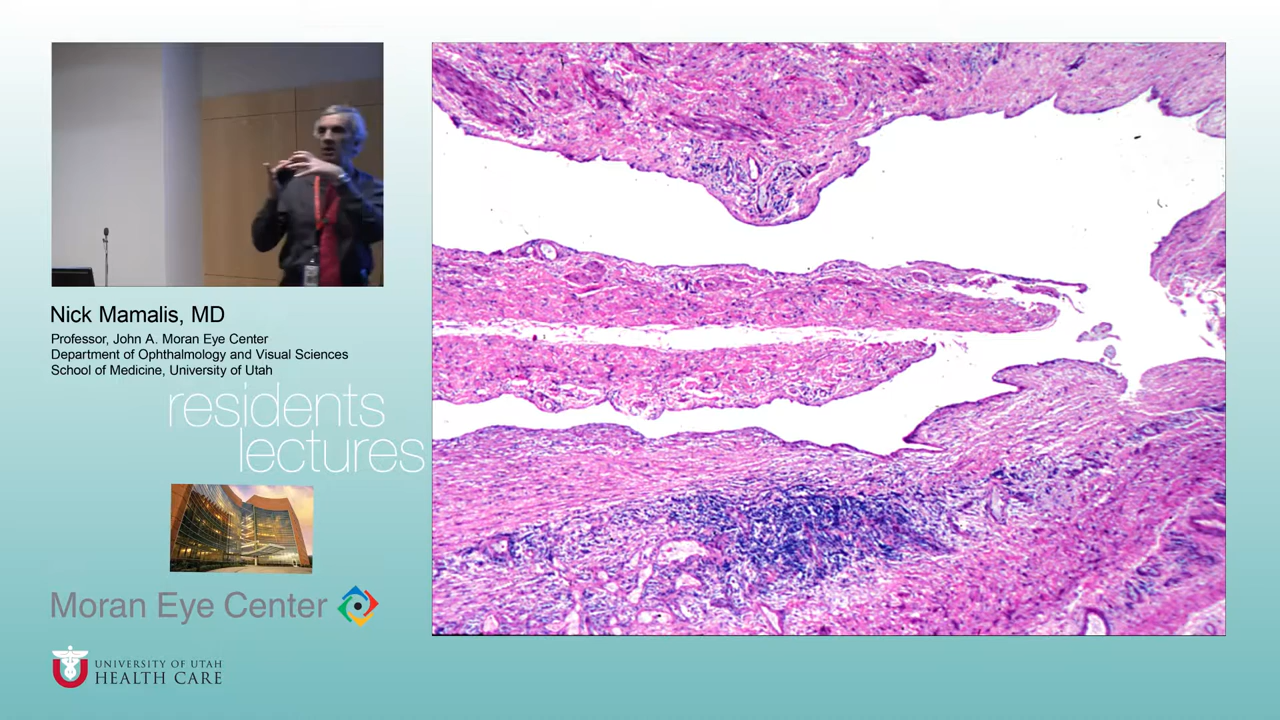 Nick Mamalis, MD
Professor, John A. Moran Eye Center
Department of Ophthalmology and Visual Sciences
School of Medicine, University of Utah
residents
lectures
Moran Eye Center
UNIVERSITY OF UTAH
HEALTH CARE